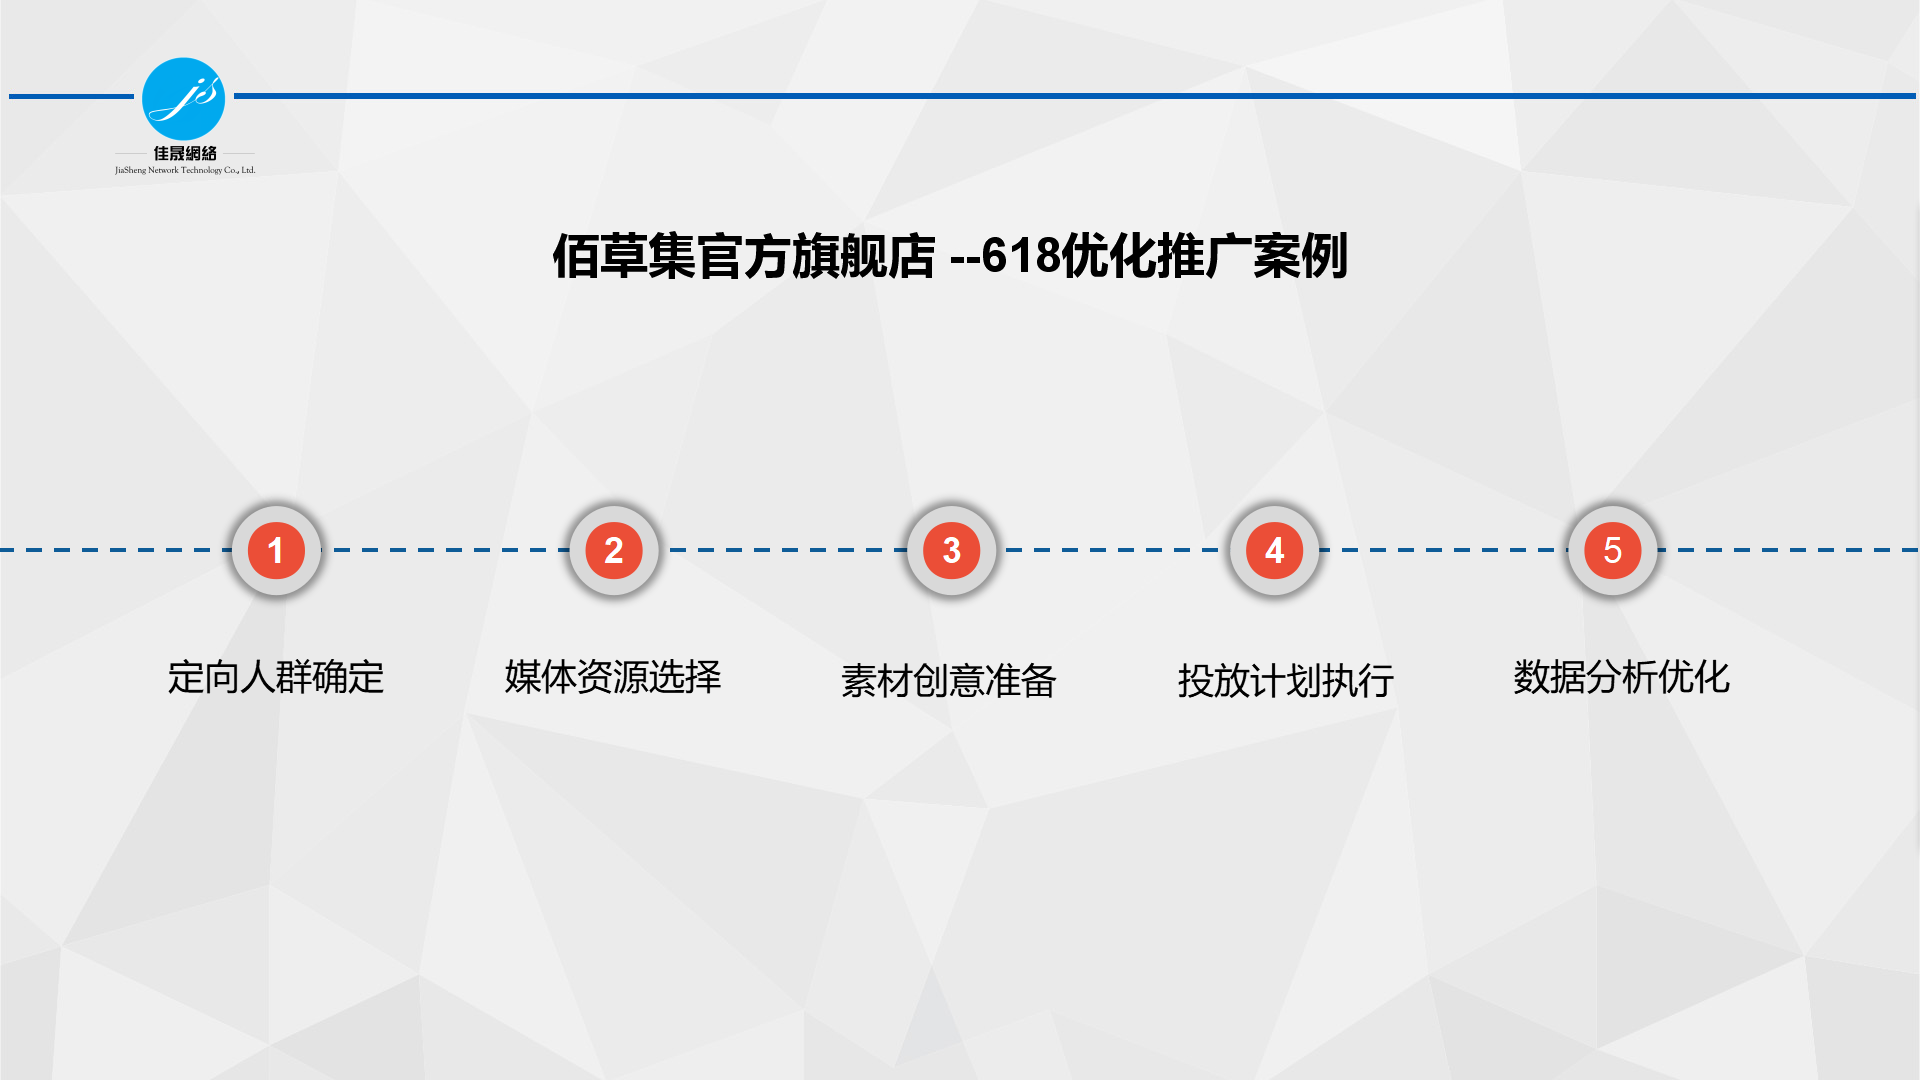 jis
佳晟網絡
JiaSheng Network Technology Co., Ltd.
佰草集官方旗舰店 --618优化推广案例
1
2
3
4
5
定向人群确定
媒体资源选择
素材创意准备
投放计划执行
数据分析优化